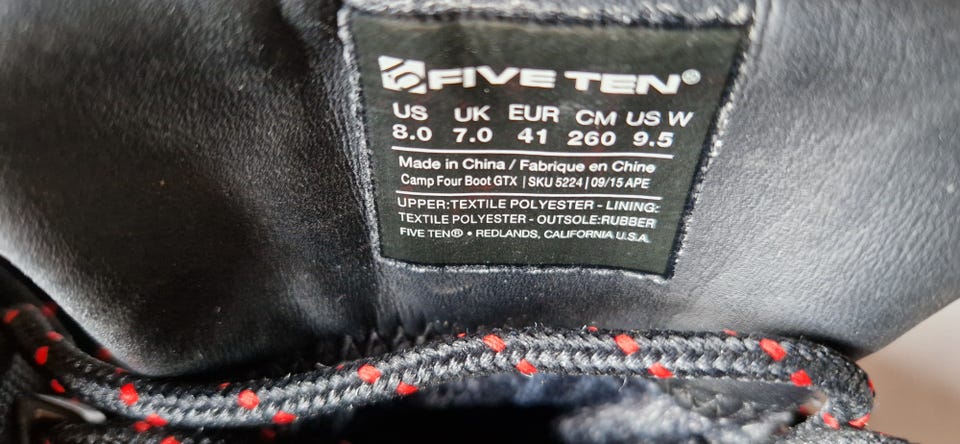 FIVE TEN®
US UK EUR CM US W
8.0 7.0 41 260 9.5
Made in China / Fabrique en Chine
Camp Four Boot GTX | SKU 5224 | 09/15 APE
UPPER:TEXTILE POLYESTER - LINING:
TEXTILE POLYESTER - OUTSOLE:RUBBER
FIVE TEN® • REDLANDS, CALIFORNIA U.S.A.